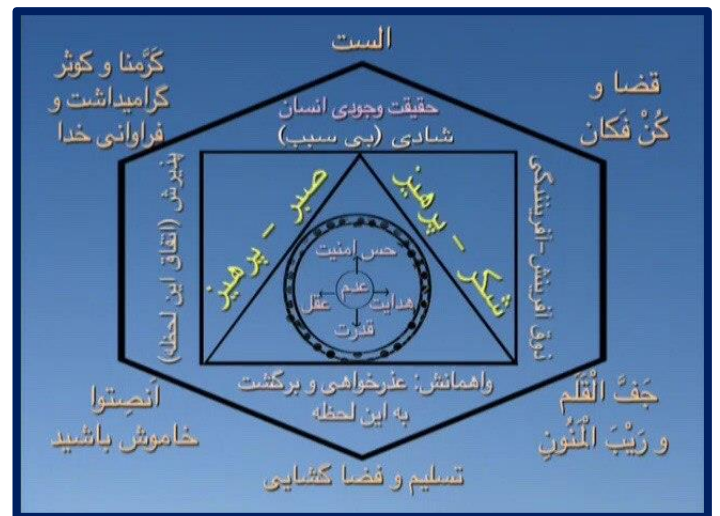 الست
کَرَّمنا و کوثر
گرامیداشت و
فراوانی خدا
قضا و
کُنْ فَکان
حقیقت وجودی انسان
شادی (بی سبب)
پذیرش (اتفاق این لحظه)
صبر - پرهیز
شکر - پرهیز
ذوق آفرینش-آفرینندگی
حس امنیت
عدم
هدایت
عقل
قدرت
واهمانش: عذرخواهی و برگشت
به این لحظه
اَنصِتوا
خاموش باشید
جَفَّ الْقَلَم
و رَیْبَ الْمَنُونِ
تسلیم و فضا گشایی